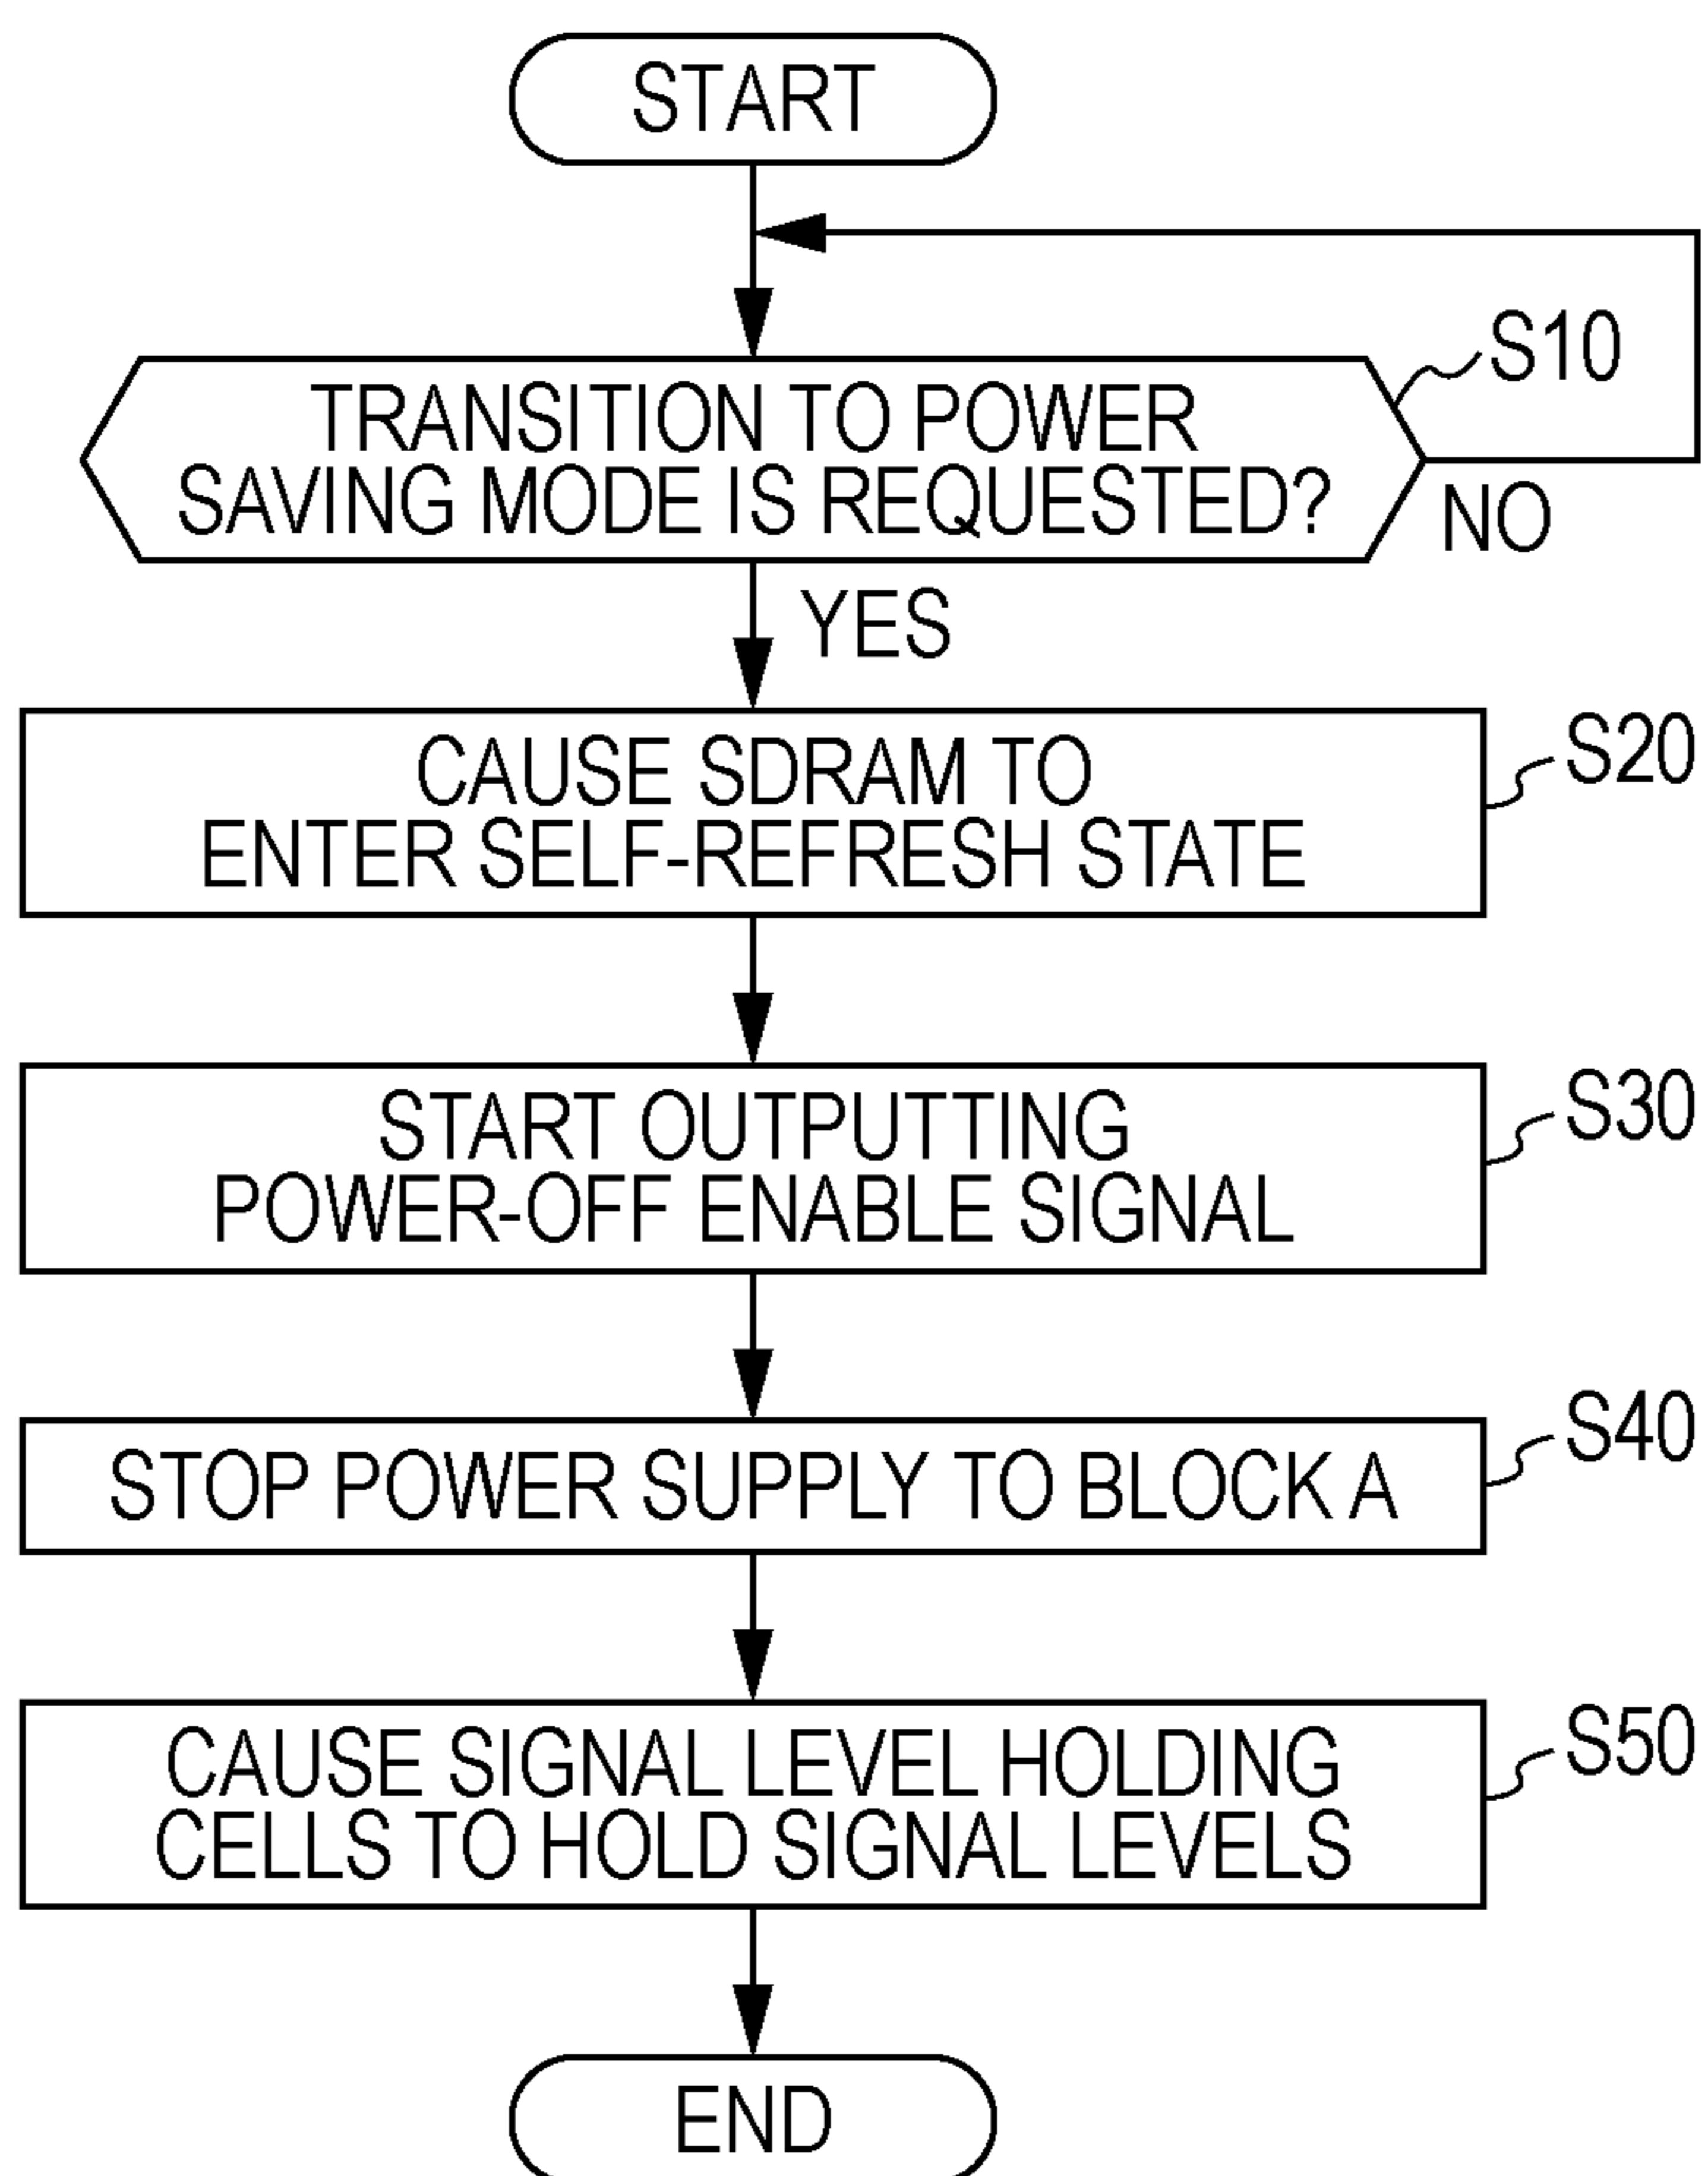 START
S10
TRANSITION TO POWER
SAVING MODE IS REQUESTED?
NO
YES
S20
CAUSE SDRAM TO
ENTER SELF-REFRESH STATE
S30
START OUTPUTTING
POWER-OFF ENABLE SIGNAL
S40
STOP POWER SUPPLY TO BLOCK A
S50
CAUSE SIGNAL LEVEL HOLDING
CELLS TO HOLD SIGNAL LEVELS
END